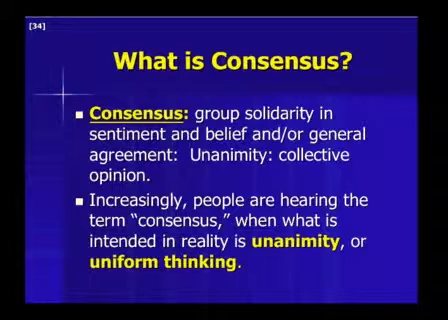 [34]
What is Consensus?
Consensus: group solidarity in
sentiment and belief and/or general
agreement: Unanimity: collective
opinion.
Increasingly, people are hearing the
term “consensus,” when what is
intended in reality is unanimity, or
uniform thinking.